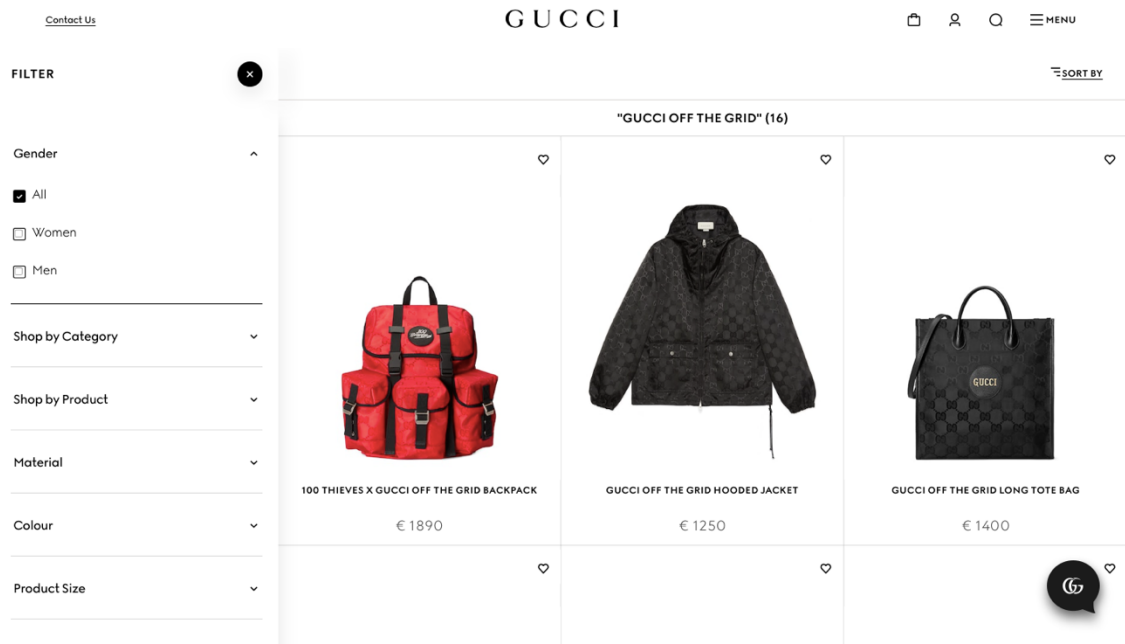 Contact Us
GUCCI
MENU
FILTER
SORT BY
"GUCCI OFF THE GRID" (16)
Gender
All
Women
Men
Shop by Category
Shop by Product
Material
Colour
Product Size
GUCCI
100 THIEVES X GUCCI OFF THE GRID BACKPACK
€ 1890
GUCCI OFF THE GRID HOODED JACKET
€ 1250
GUCCI OFF THE GRID LONG TOTE BAG
€ 1400